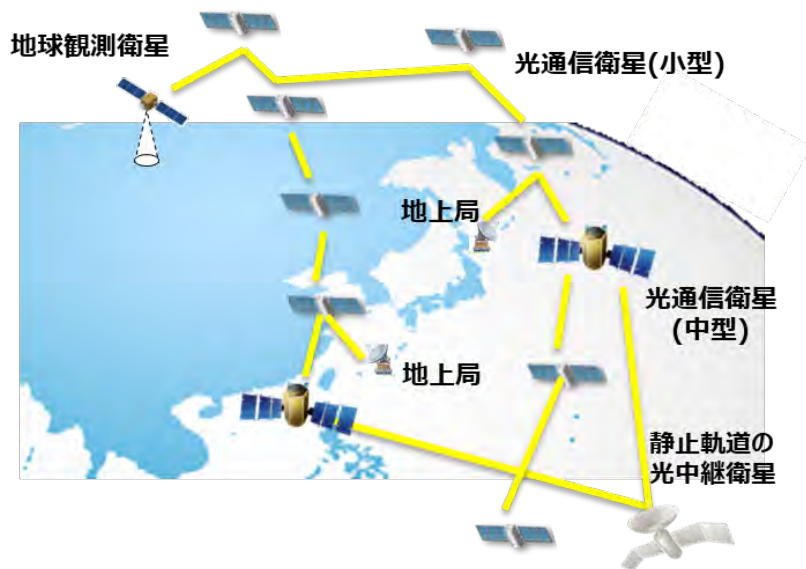 地球観測衛星
光通信衛星(小型)
地上局
光通信衛星
(中型)
地上局
静止軌道の
光中継衛星